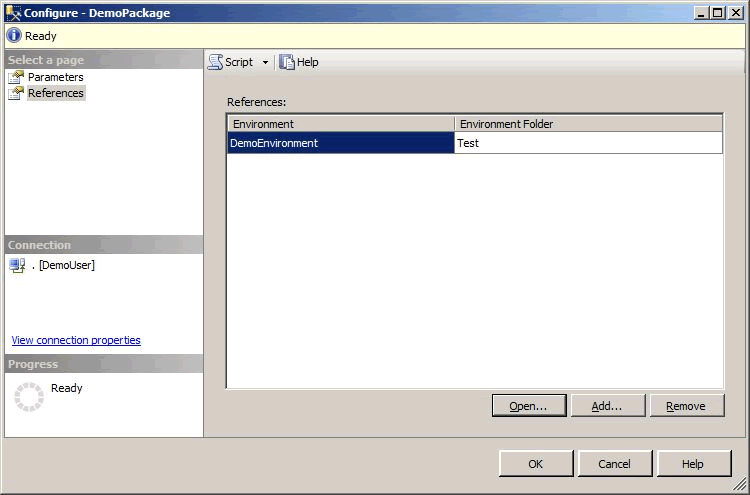 Configure - DemoPackage
Ready
Select a page
Parameters
References
Script
Help
References:
Environment Environment Folder
DemoEnvironment Test
Connection
. [DemoUser]
View connection properties
Progress
Ready
Open... Add... Remove
OK Cancel Help